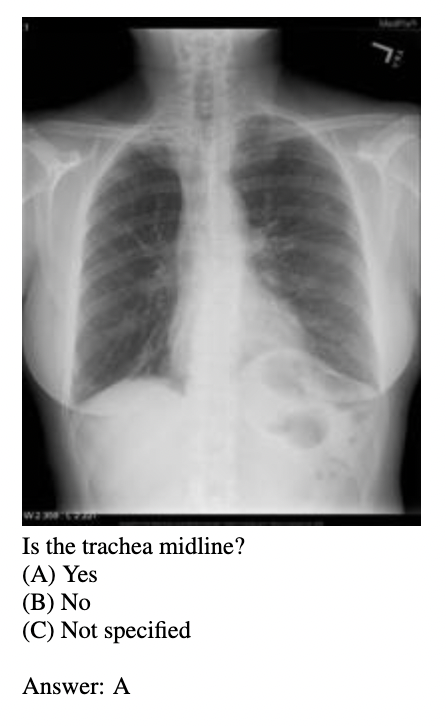 Is the trachea midline?
(A) Yes
(B) No
(C) Not specified
Answer: A